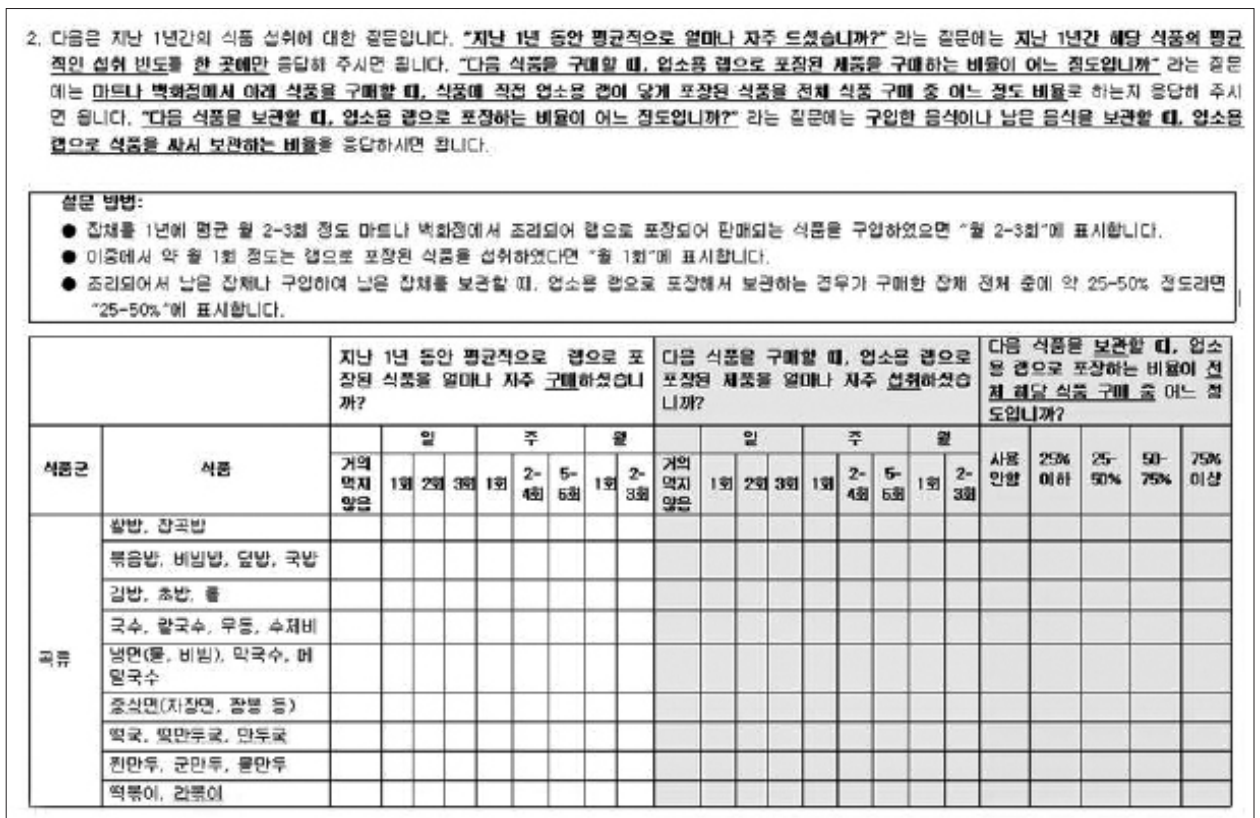 2. 다음은 지난 1년간의 식품 섭취에 대한 질문입니다. "지난 1년 동안 평균적으로 얼마나 자주 드셨습니까?" 라는 질문에는 지난 1년간 해당 식품의 평균
적인 섭취 빈도를 한 곳에만 응답해 주시면 됩니다. "다음 식품을 구매할 때, 업소용 랩으로 포장된 제품을 구매하는 비율이 어느 정도입니까" 라는 질문
에는 마트나 백화점에서 아래 식품을 구매할 때, 식품에 직접 업소용 랩이 닿게 포장된 식품을 전체 식품 구매 중 어느 정도 비율로 하는지 응답해 주시
면 됩니다. "다음 식품을 보관할 때, 업소용 랩으로 포장하는 비율이 어느 정도입니까?" 라는 질문에는 구입한 음식이나 남은 음식을 보관할 때, 업소용
랩으로 식품을 싸서 보관하는 비율을 응답하시면 됩니다.
설문 방법:
● 잡채를 1년에 평균 월 2-3회 정도 마트나 백화점에서 조리되어 랩으로 포장되어 판매되는 식품을 구입하였으면 "월 2-3회"에 표시합니다.
● 이중에서 약 월 1회 정도는 랩으로 포장된 식품을 섭취하였다면 "월 1회"에 표시합니다.
● 조리되어서 남은 잡채나 구입하여 남은 잡채를 보관할 때, 업소용 랩으로 포장해서 보관하는 경우가 구매한 잡채 전체 중에 약 25-50% 정도라면
"25-50%"에 표시합니다.
지난 1년 동안 평균적으로 랩으로 포
장된 식품을 얼마나 자주 구매하셨습니
까?
다음 식품을 구매할 때, 업소용 랩으로
포장된 제품을 얼마나 자주 섭취하셨습
니까?
다음 식품을 보관할 때, 업소
용 랩으로 포장하는 비율이 전
체 해당 식품 구매 중 어느 정
도입니까?
식품군 식품 거의 먹지 않음 일 주 월 거의 먹지 않음 일 주 월 사용 안함 25% 이하 25-50% 50-75% 75% 이상
1회 2회 3회 1회 2-4회 5-6회 1회 2-3회 1회 2회 3회 1회 2-4회 5-6회 1회 2-3회
곡류
쌀밥, 잡곡밥
볶음밥, 비빔밥, 덮밥, 국밥
김밥, 초밥, 롤
국수, 칼국수, 우동, 수제비
냉면(물, 비빔), 막국수, 메
밀국수
중식면(자장면, 짬뽕 등)
떡국, 떡만두국, 만두국
찐만두, 군만두, 물만두
떡볶이, 라볶이